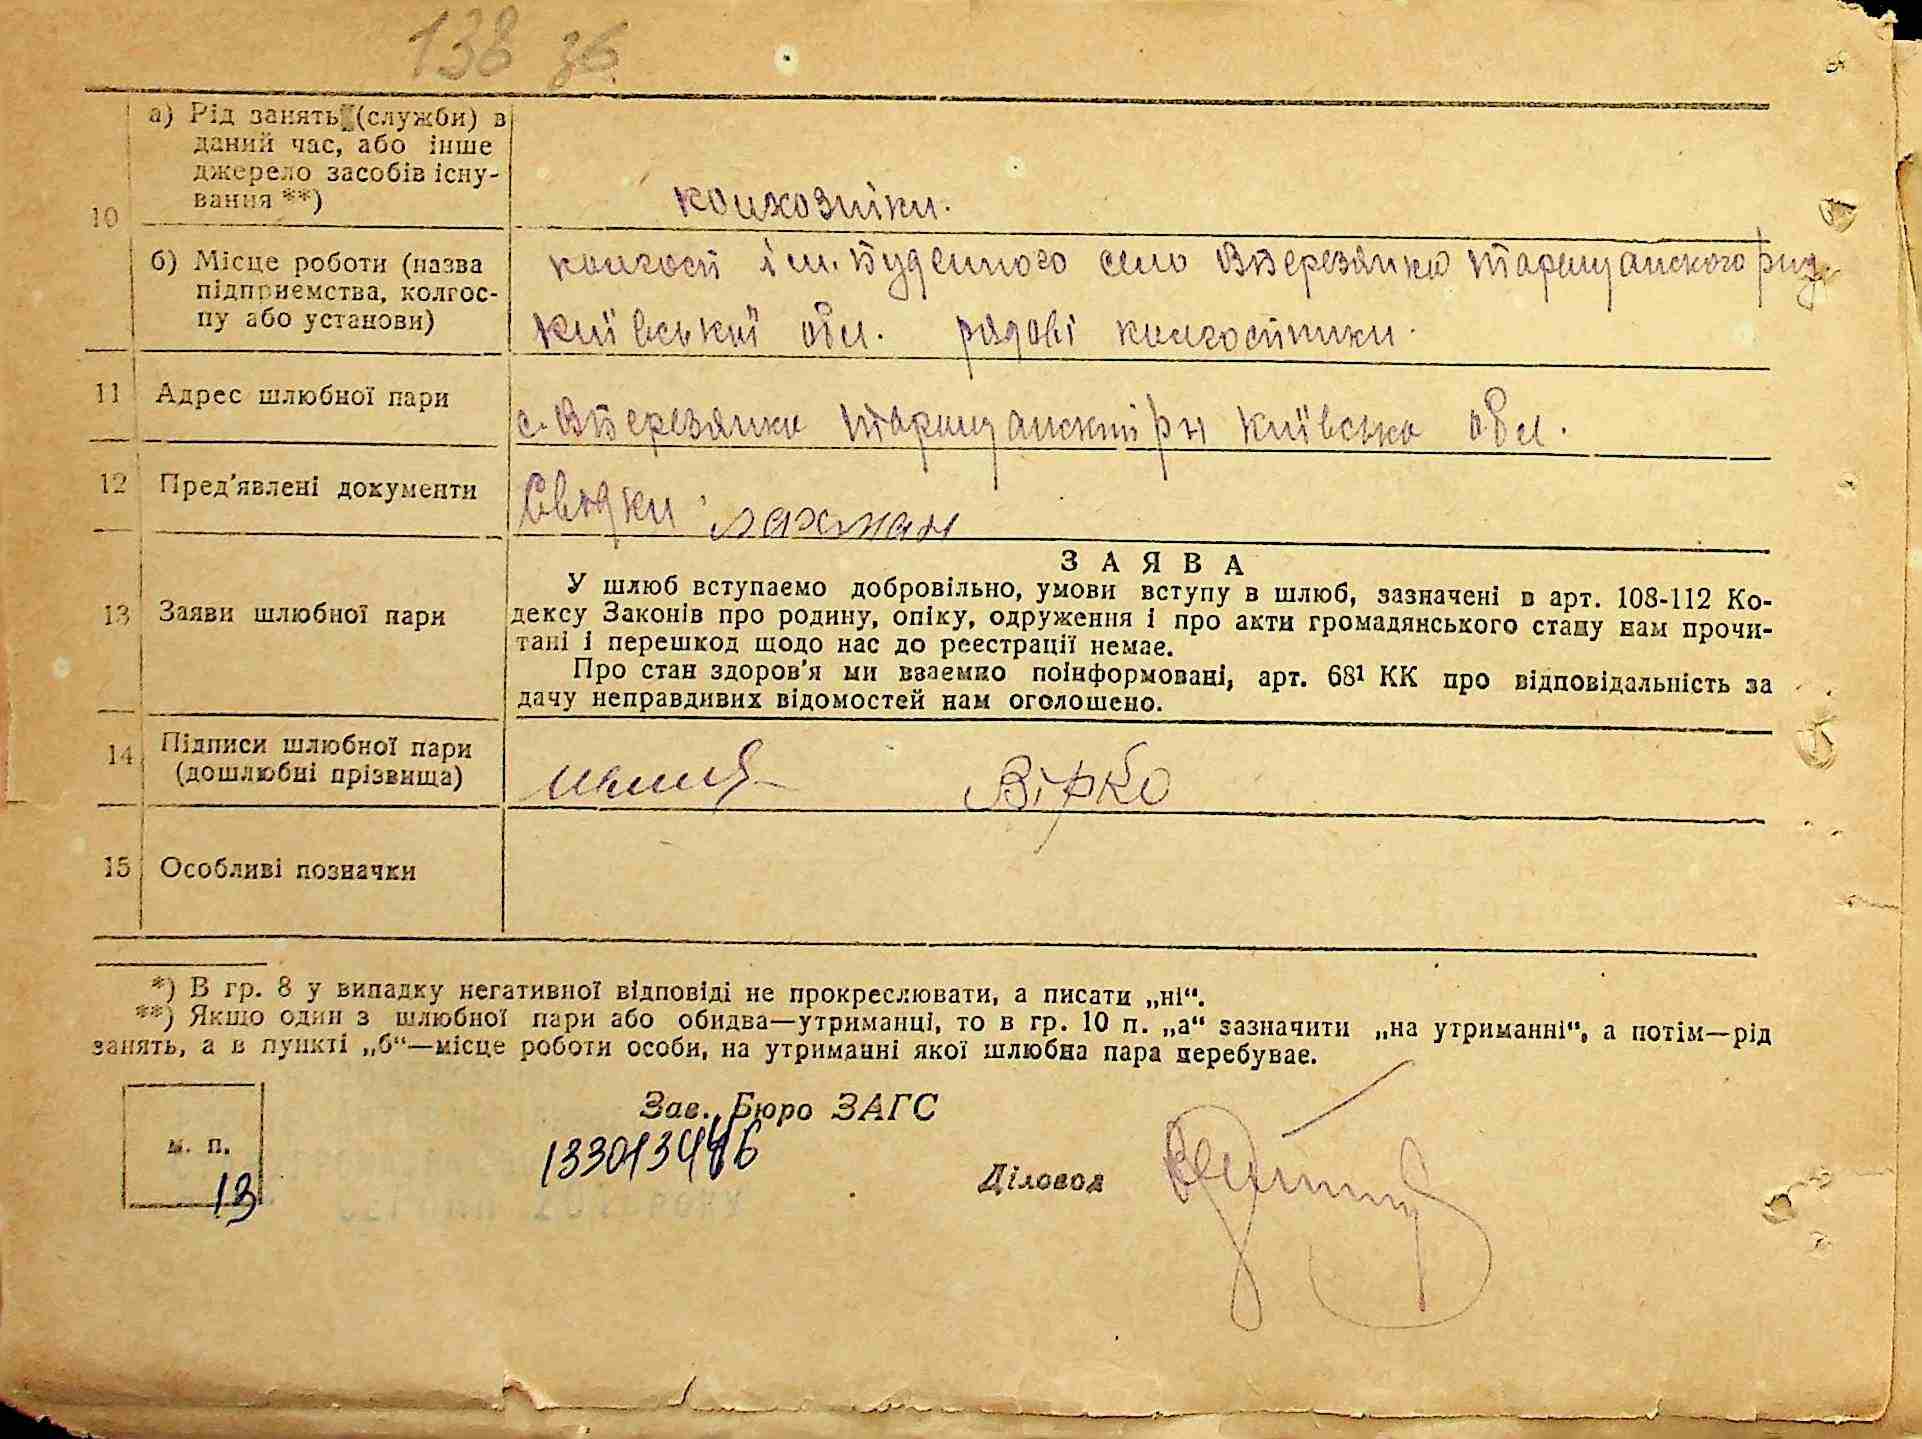 138 зв.
10
а) Рід занять (служби) в
даний час, або інше
джерело засобів існу-
вання **)
колхозніки.
б) Місце роботи (назва
підприємства, колгос-
пу або установи)
колгосп ім. Буденного село Березянка Таращанского
Київський обл. рядові колгоспники.
11 Адрес шлюбної пари
с. Березянка р-н Київська обл.
12 Пред'явлені документи
13 Заяви шлюбної пари
ЗАЯВА
У шлюб вступаємо добровільно, умови вступу в шлюб, зазначені в арт. 108-112 Ко-
дексу Законів про родину, опіку, одруження і про акти громадянського стану нам прочи-
тані і перешкод щодо нас до реєстрації немає.
Про стан здоров'я ми взаємно поінформовані, арт. 68¹ КК про відповідальність за
дачу неправдивих відомостей нам оголошено.
14 Підписи шлюбної пари
(дошлюбні прізвища)
15 Особливі позначки
*) В гр. 8 у випадку негативної відповіді не прокреслювати, а писати „ні“.
**) Якщо один з шлюбної пари або обидва—утриманці, то в гр. 10 п. „а“ зазначити „на утриманні“, а потім—рід
занять, а в пункті „б“—місце роботи особи, на утриманні якої шлюбна пара перебуває.
Зав. Бюро ЗАГС
м. п.
13
Діловод